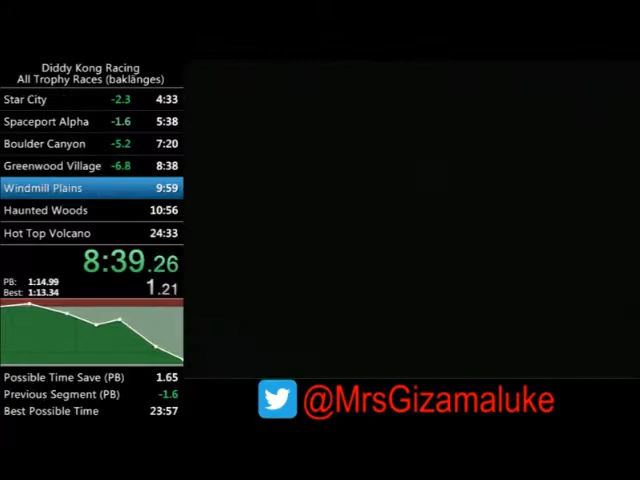 Diddy Kong Racing
All Trophy Races (baklänges)
Star City -2.3 4:33
Spaceport Alpha -1.6 5:38
Boulder Canyon -5.2 7:20
Greenwood Village -6.8 8:38
Windmill Plains 9:59
Haunted Woods 10:56
Hot Top Volcano 24:33
8:39.26
PB: 1:14.99
Best: 1:13.34
1.21
Possible Time Save (PB) 1.65
Previous Segment (PB) -1.6
Best Possible Time 23:57
@MrsGizamaluke